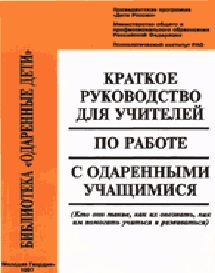 Президентская программа
«Дети России»
Министерство общего и
профессионального образования
Российской Федерации
Психологический институт РАО
БИБЛИОТЕКА «ОДАРЕННЫЕ ДЕТИ»
КРАТКОЕ
РУКОВОДСТВО
ДЛЯ УЧИТЕЛЕЙ
ПО РАБОТЕ
С ОДАРЕННЫМИ
УЧАЩИМИСЯ
(Кто они такие, как их опознать, как
им помогать учиться и развиваться)
Молодая Гвардия
1997